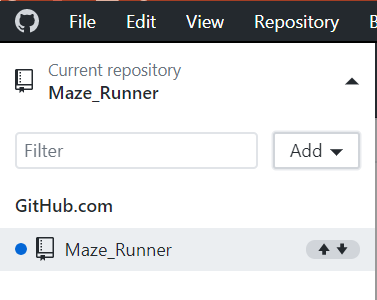 File Edit View Repository B
Current repository
Maze_Runner
Filter
Add
GitHub.com
Maze_Runner